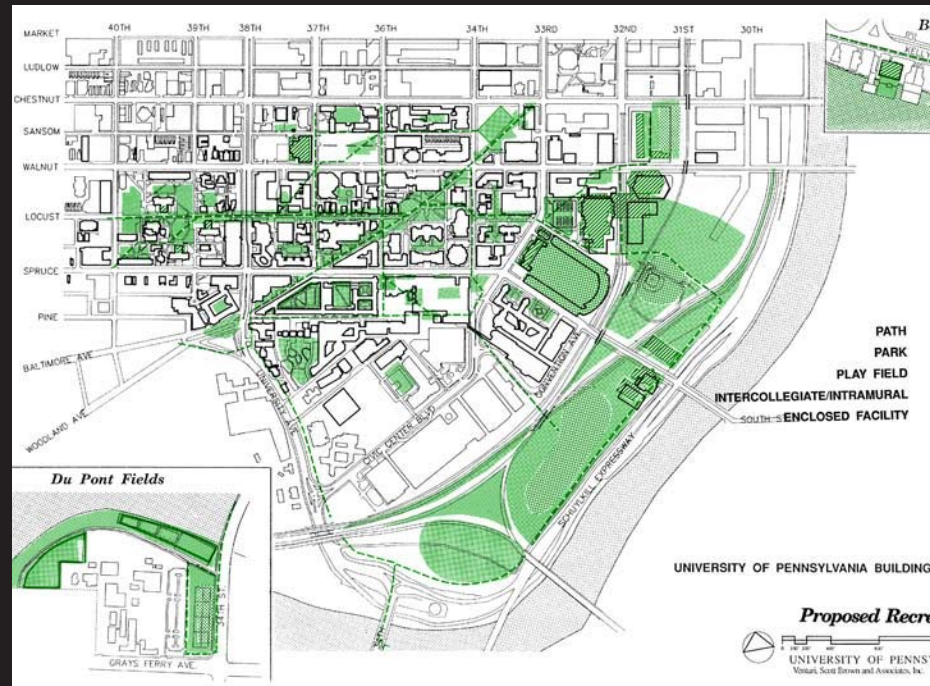 40TH 39TH 38TH 37TH 36TH 34TH 33RD 32ND 31ST 30TH
MARKET
LUDLOW
CHESTNUT
SANSOM
WALNUT
LOCUST
SPRUCE
PINE
BALTIMORE AVE
WOODLAND AVE
UNIVERSITY AVE
CIVIC CENTER BLVD
CONVENTION AVE
SCHUYLKILL EXPRESSWAY
B
KELLY
PATH
PARK
PLAY FIELD
INTERCOLLEGIATE/INTRAMURAL
SOUTH ST
ENCLOSED FACILITY
Du Pont Fields
34TH ST
GRAYS FERRY AVE.
34TH
UNIVERSITY OF PENNSYLVANIA BUILDING
Proposed Recre
UNIVERSITY OF PENNSY
Venturi, Scott Brown and Associates, Inc.